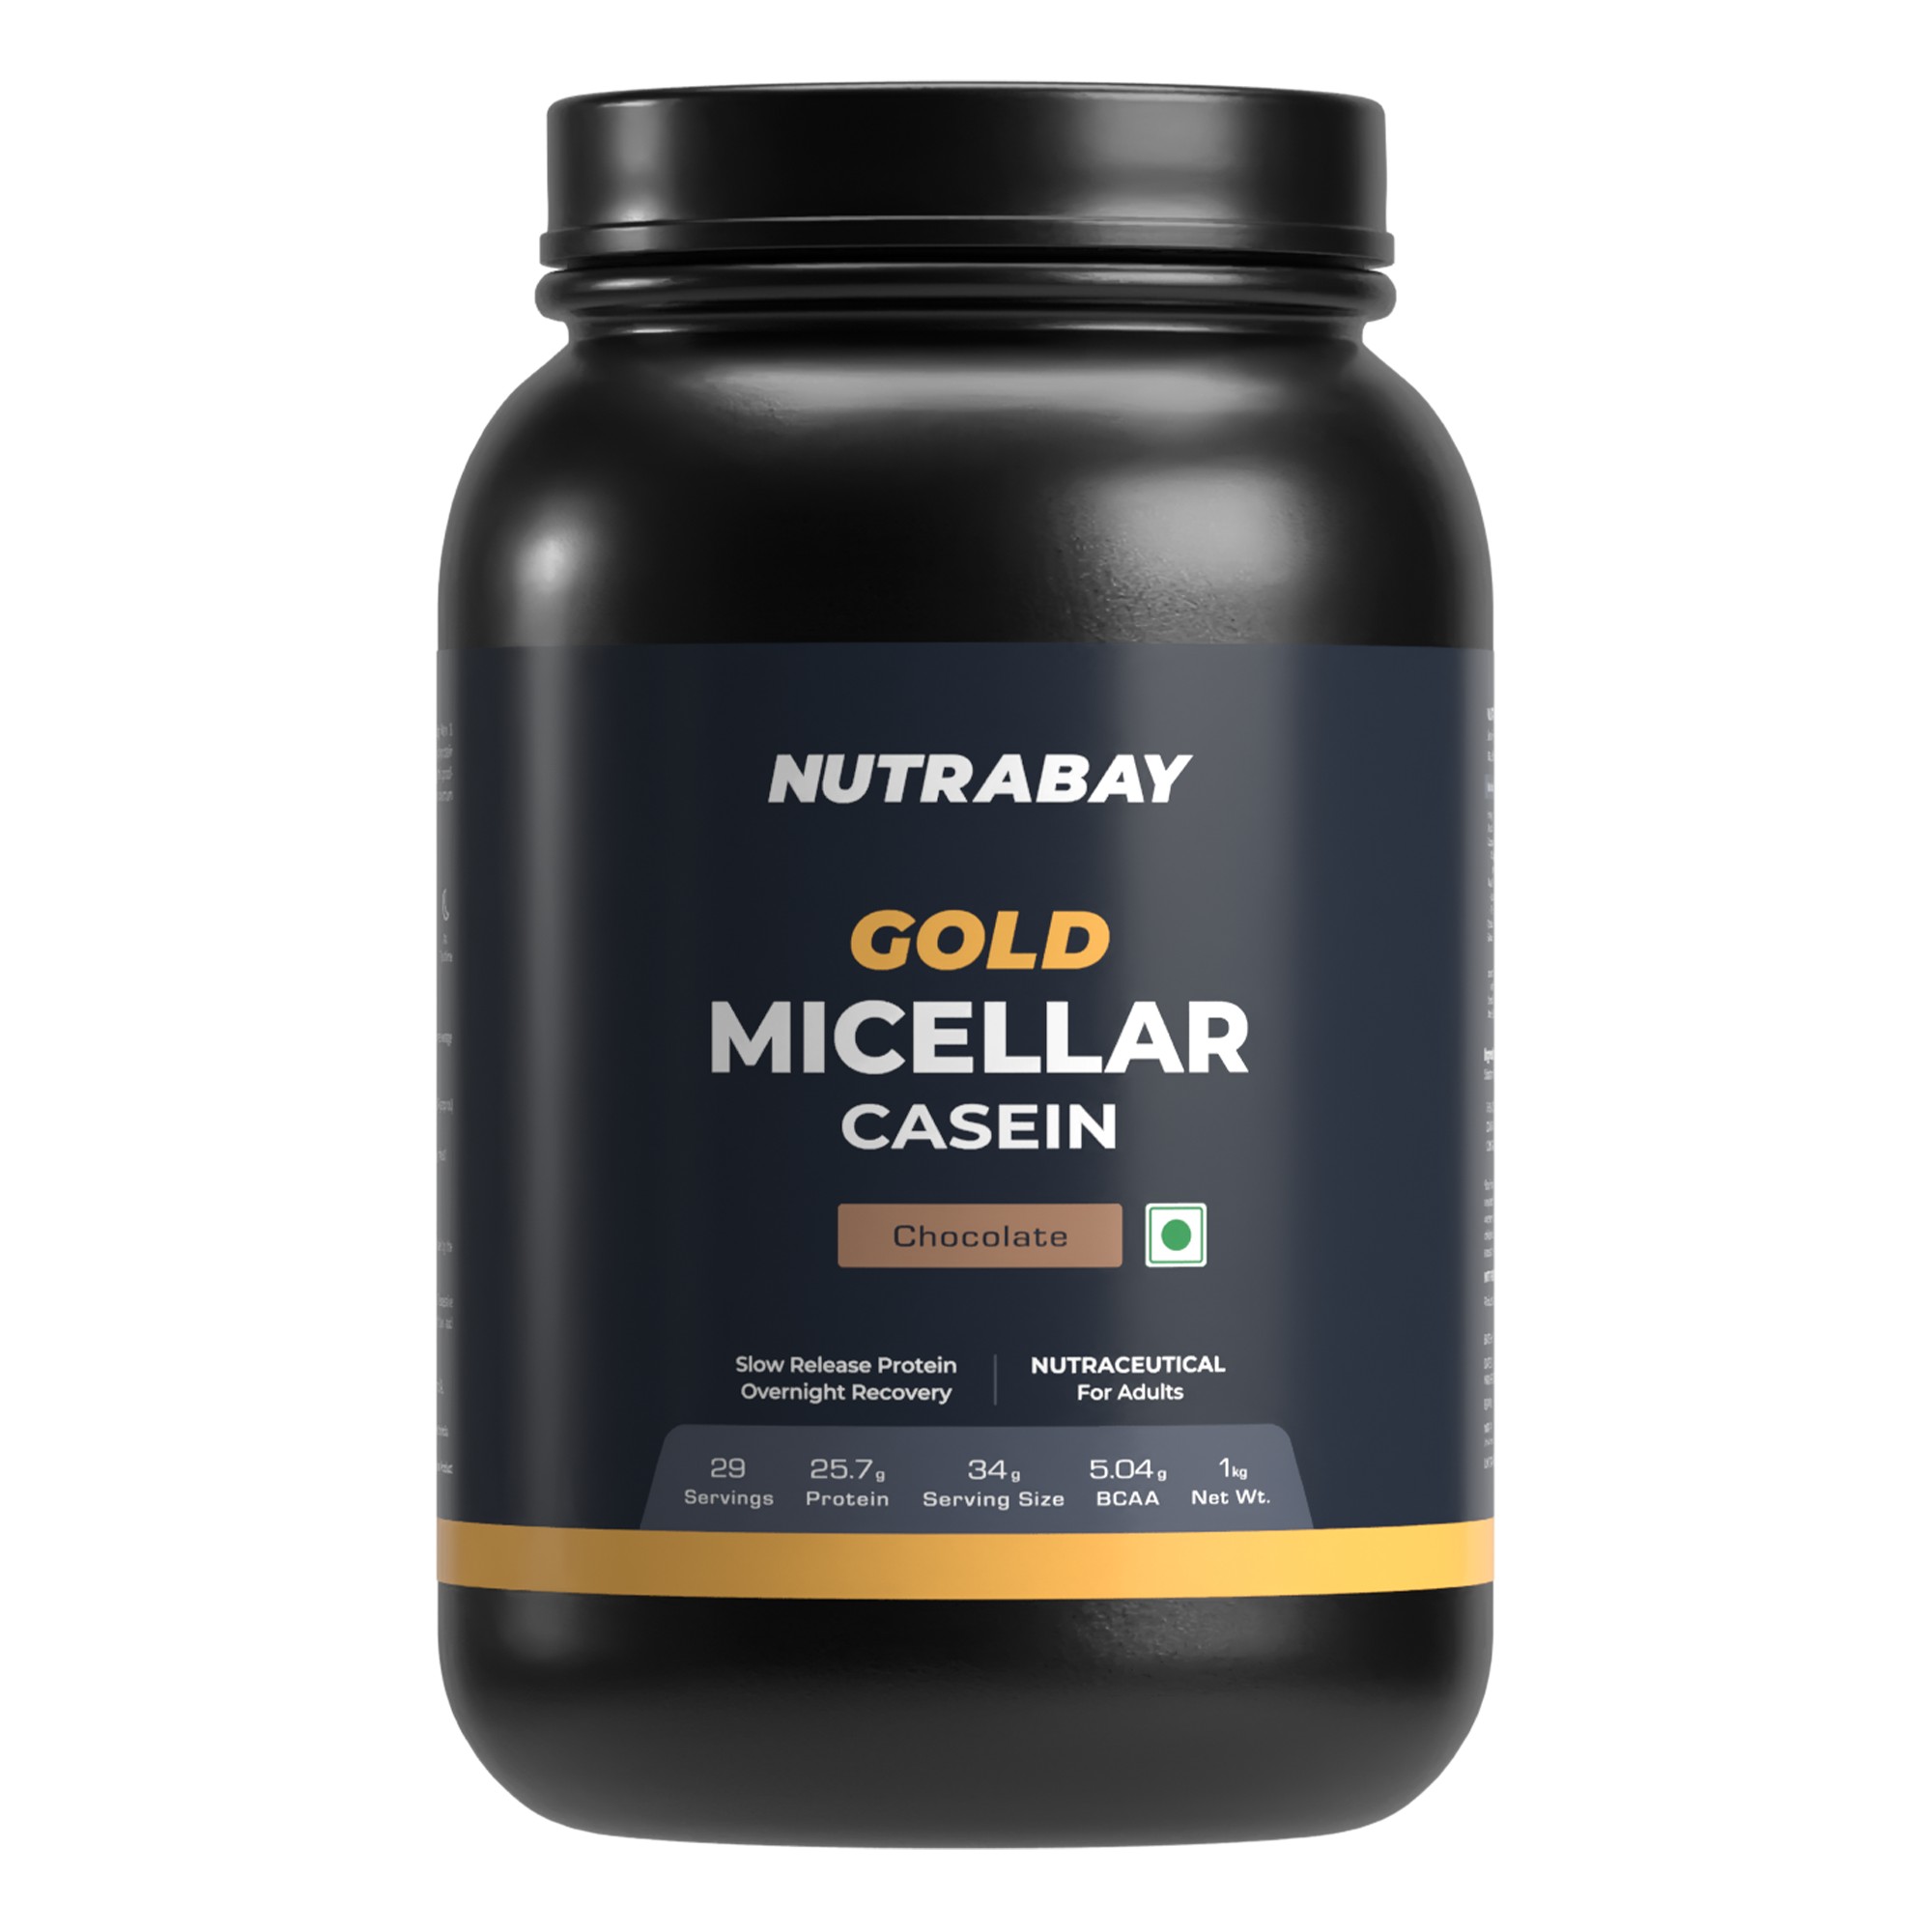 NUTRABAY
GOLD
MICELLAR
CASEIN
Chocolate
Slow Release Protein
Overnight Recovery
NUTRACEUTICAL
For Adults
29
Servings
25.7g
Protein
34g
Serving Size
5.04g
BCAA
1kg
Net Wt.